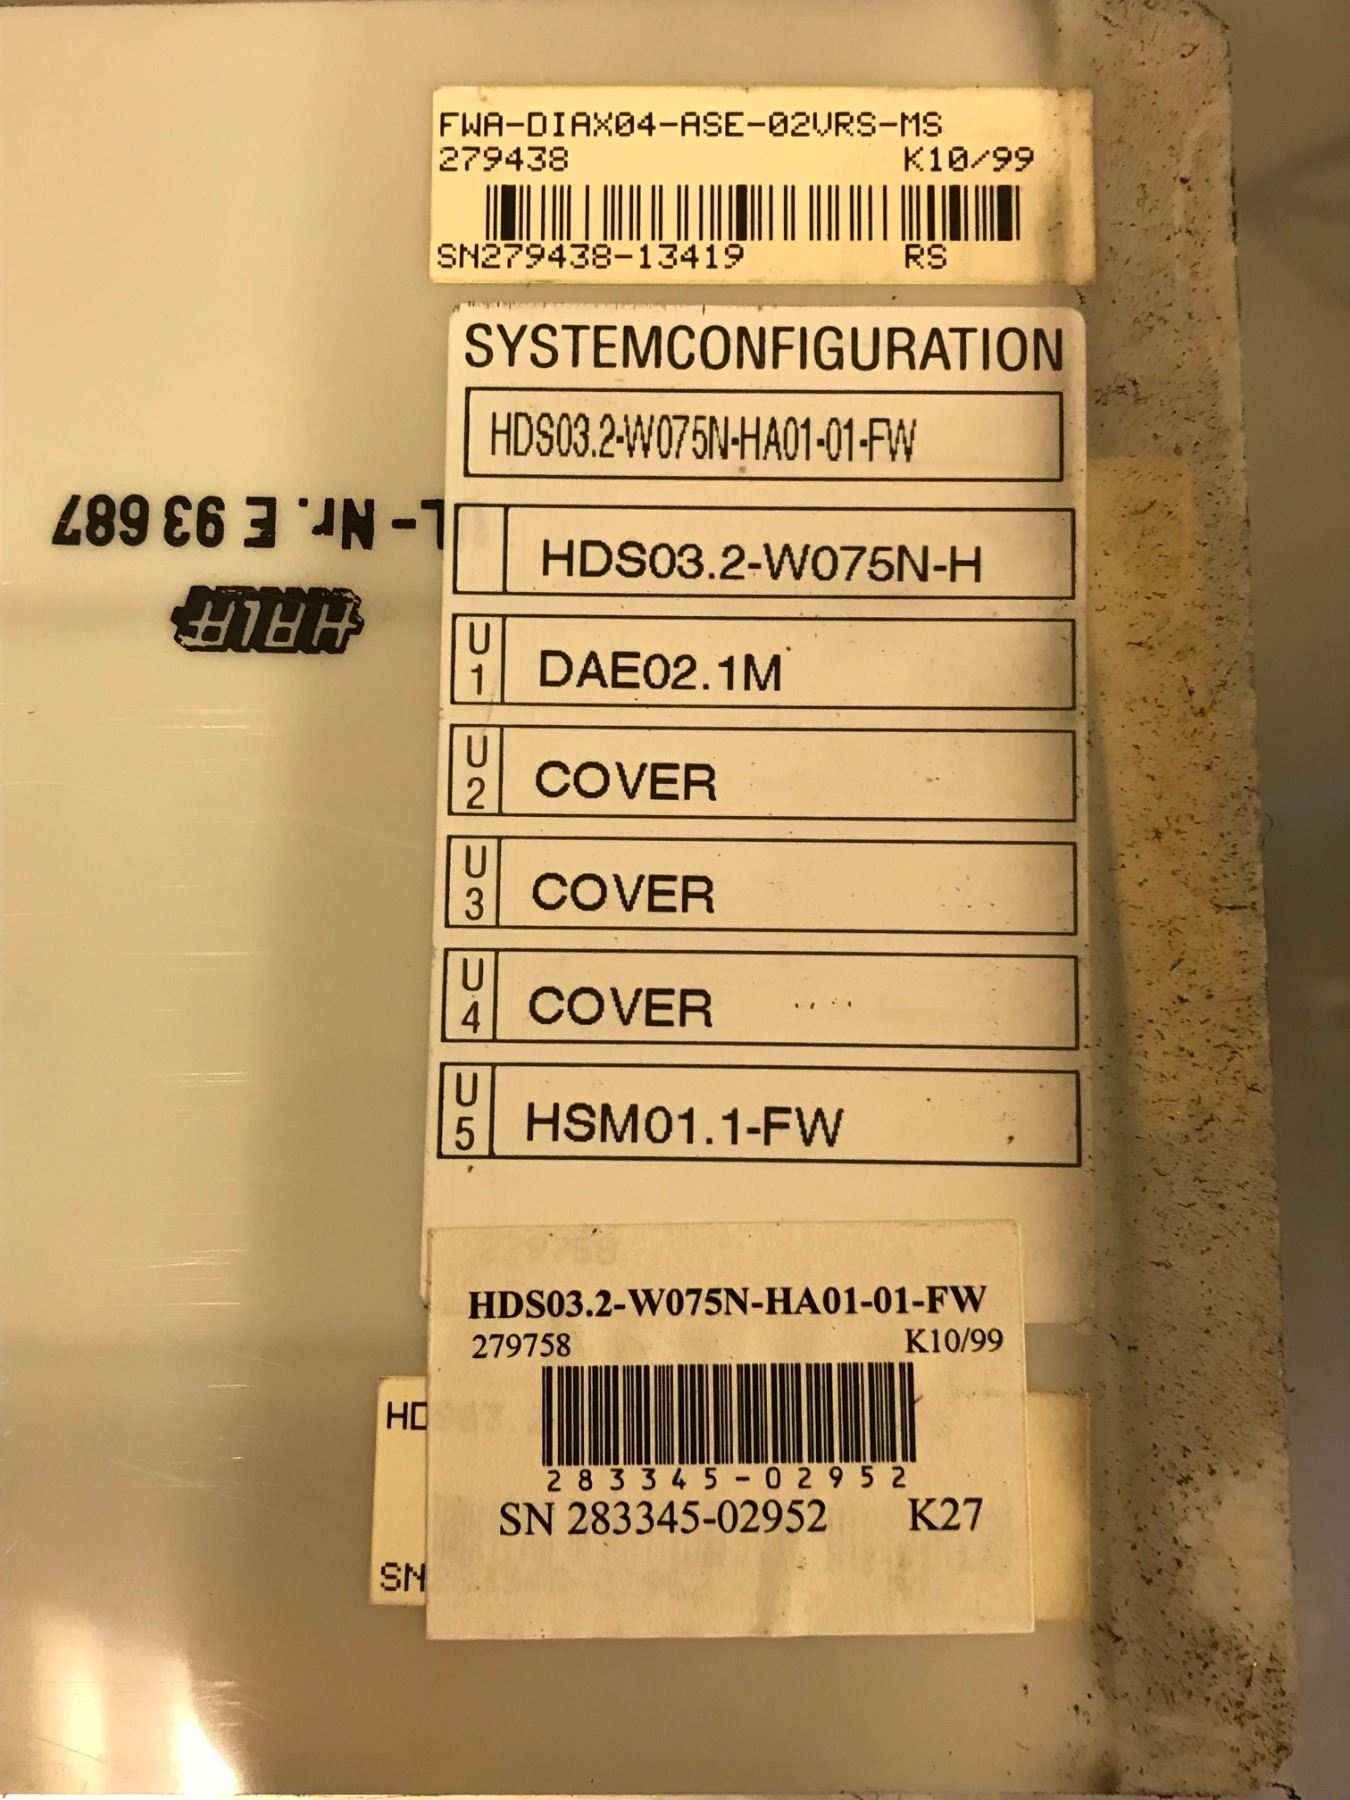 FWA-DIAX04-ASE-02VRS-MS
279438 K10/99
SN279438-13419 RS
SYSTEMCONFIGURATION
HDS03.2-W075N-HA01-01-FW
L-Nr. E 93 687
HDS03.2-W075N-H
U1 DAE02.1M
U2 COVER
U3 COVER
U4 COVER
U5 HSM01.1-FW
HDS03.2-W075N-HA01-01-FW
279758 K10/99
283345-02952
SN 283345-02952 K27
HD
SN